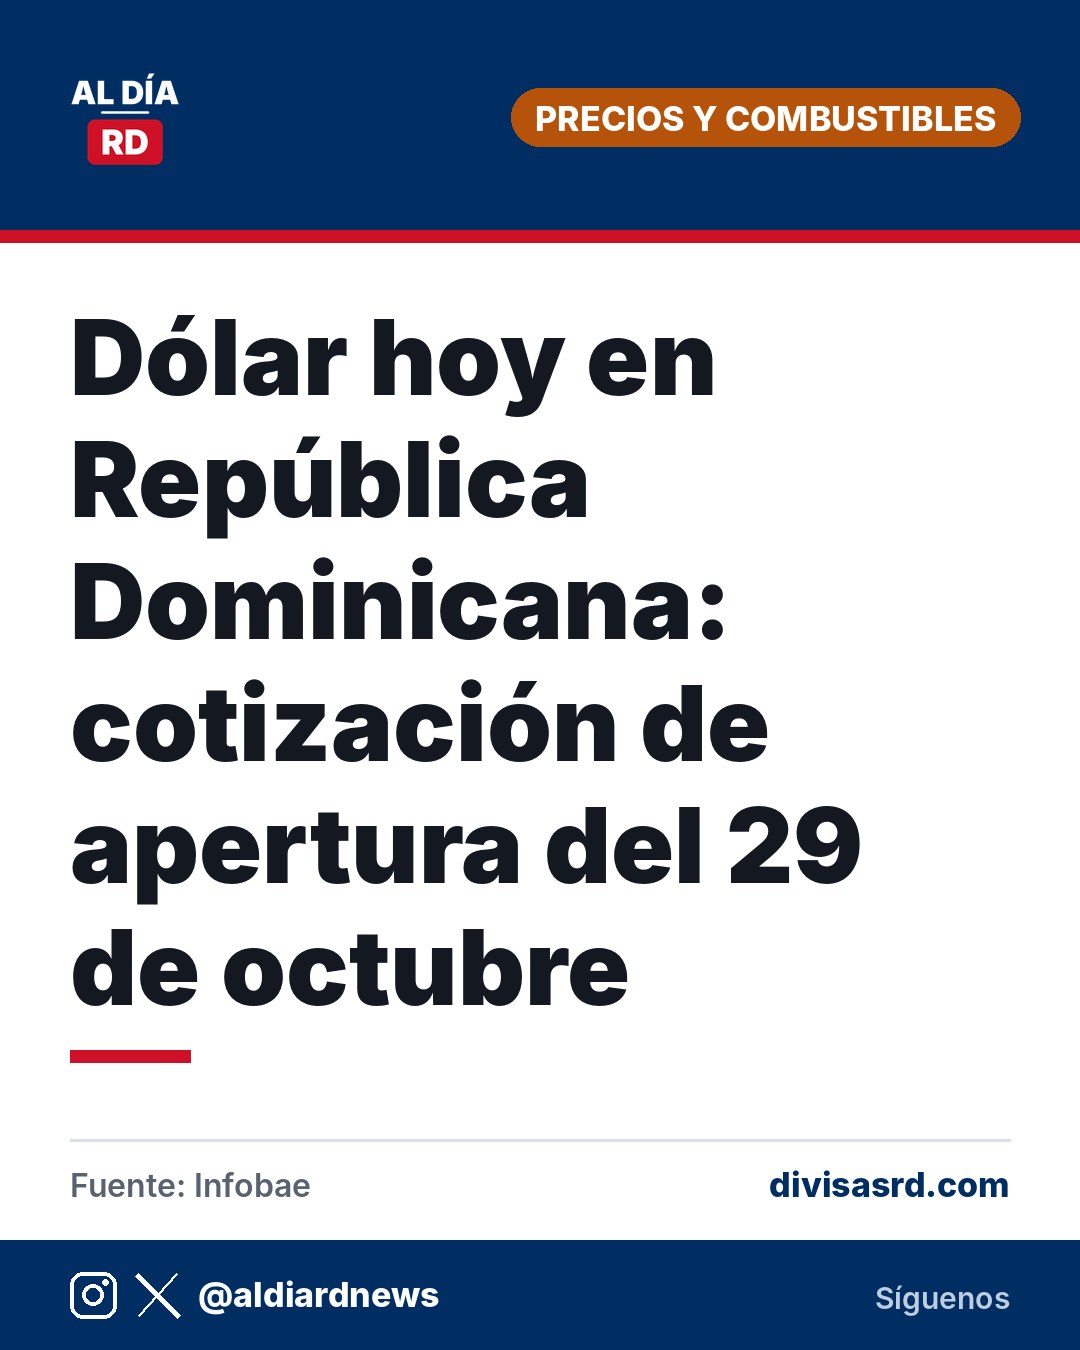 AL DÍA
RD
PRECIOS Y COMBUSTIBLES
Dólar hoy en
República
Dominicana:
cotización de
apertura del 29
de octubre
Fuente: Infobae
divisasrd.com
@aldiardnews
Síguenos